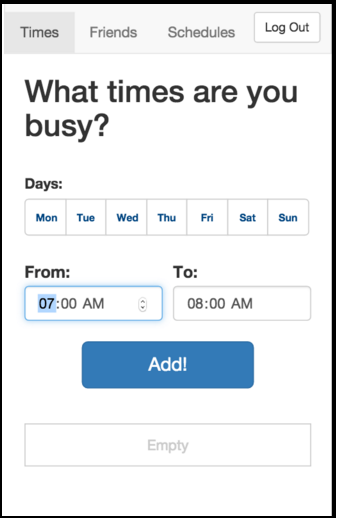 Times Friends Schedules Log Out
What times are you
busy?
Days:
Mon Tue Wed Thu Fri Sat Sun
From: To:
07:00 AM 08:00 AM
Add!
Empty